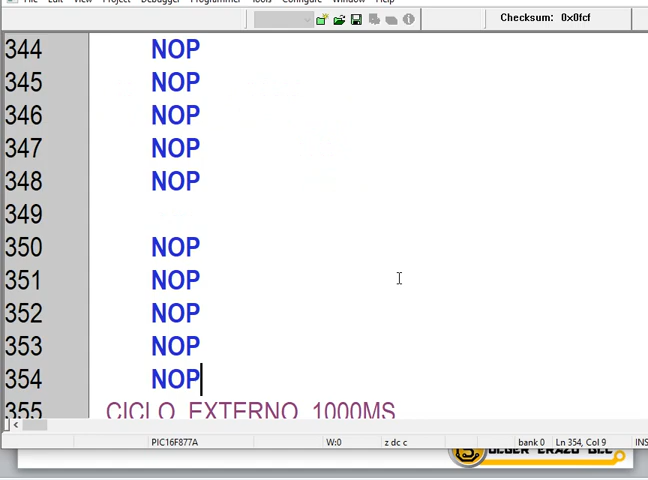 File Edit View Project Debugger Programmer Tools Configure Window Help
Checksum: 0x0fcf
344 NOP
345 NOP
346 NOP
347 NOP
348 NOP
349
350 NOP
351 NOP
352 NOP
353 NOP
354 NOP
355 CICLO_EXTERNO_1000MS
PIC16F877A W:0 z dc c bank 0 Ln 354, Col 9 INS
OLGER ERAZO